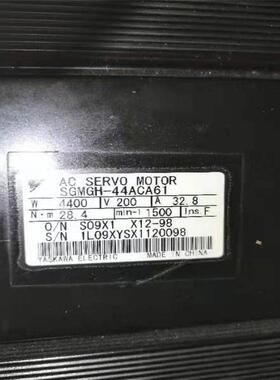 AC SERVO MOTOR
SGMGH-44ACA61
W 4400 V 200 A 32.8
N·m 28.4 min-1 1500 Ins. F
O/N S09X1 X12-98
S/N 1L09XYSX1120098
YASKAWA ELECTRIC MADE IN CHINA